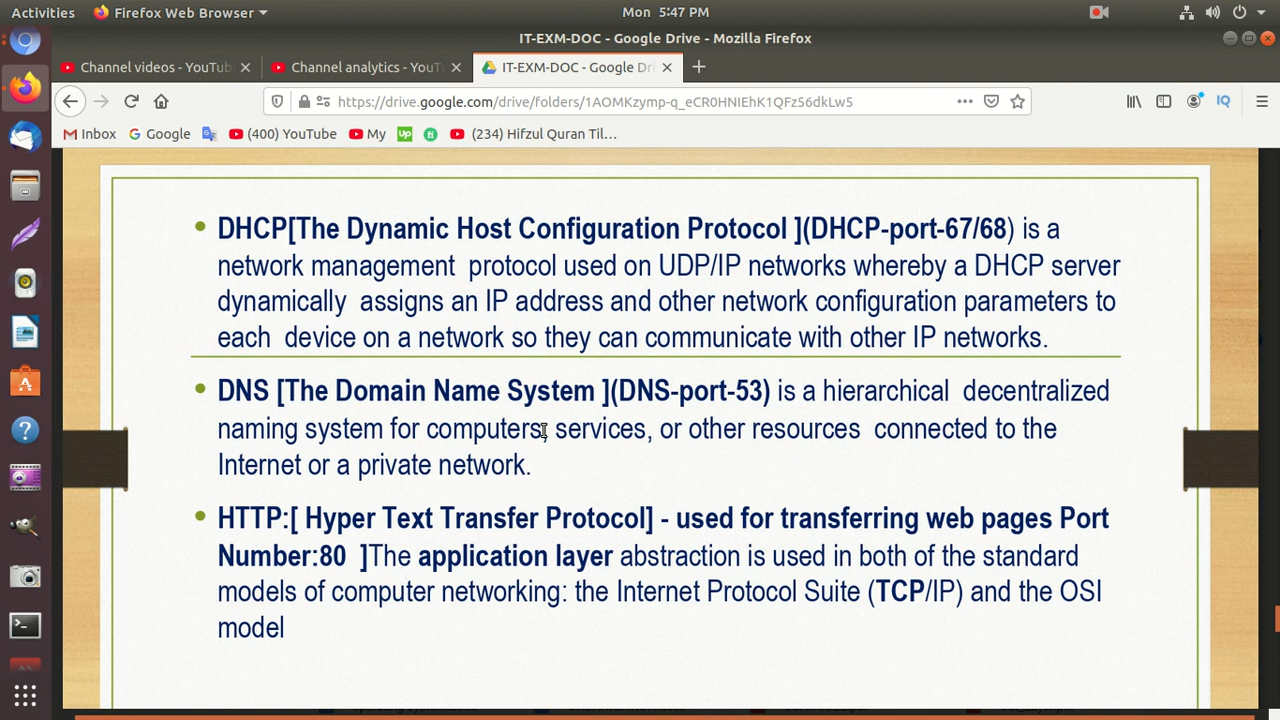 Activities Firefox Web Browser Mon 5:47 PM
IT-EXM-DOC - Google Drive - Mozilla Firefox
Channel videos - YouTub Channel analytics - YouT IT-EXM-DOC - Google Dri
https://drive.google.com/drive/folders/1AOMKzymp-q_eCR0HNIEhK1QFz56dkLw5
Inbox Google (400) YouTube My Up fi (234) Hifzul Quran Til…
• DHCP[The Dynamic Host Configuration Protocol ](DHCP-port-67/68) is a
network management protocol used on UDP/IP networks whereby a DHCP server
dynamically assigns an IP address and other network configuration parameters to
each device on a network so they can communicate with other IP networks.
• DNS [The Domain Name System ](DNS-port-53) is a hierarchical decentralized
naming system for computers, services, or other resources connected to the
Internet or a private network.
• HTTP:[ Hyper Text Transfer Protocol] - used for transferring web pages Port
Number:80 ]The application layer abstraction is used in both of the standard
models of computer networking: the Internet Protocol Suite (TCP/IP) and the OSI
model